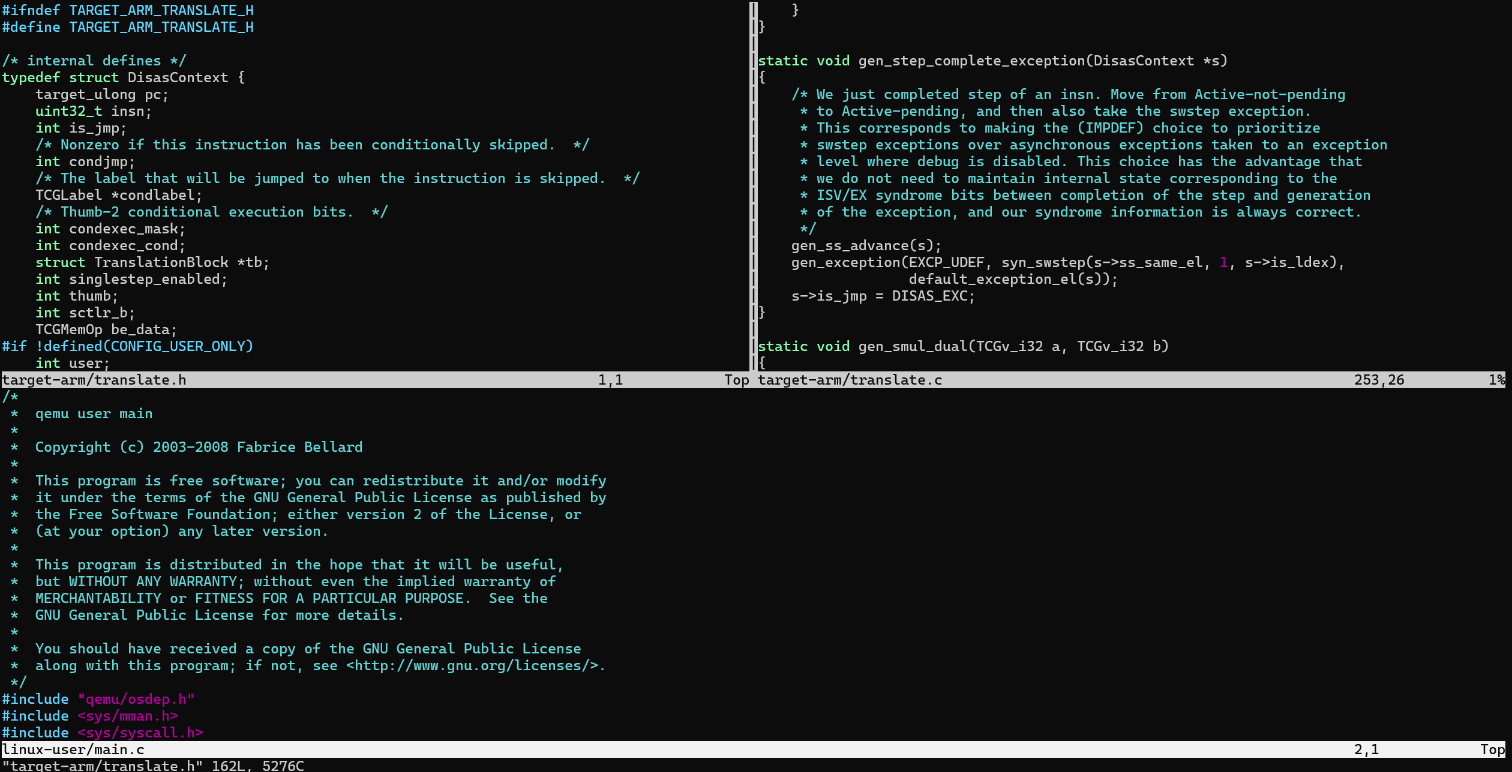 #ifndef TARGET_ARM_TRANSLATE_H
#define TARGET_ARM_TRANSLATE_H

/* internal defines */
typedef struct DisasContext {
    target_ulong pc;
    uint32_t insn;
    int is_jmp;
    /* Nonzero if this instruction has been conditionally skipped.  */
    int condjmp;
    /* The label that will be jumped to when the instruction is skipped.  */
    TCGLabel *condlabel;
    /* Thumb-2 conditional execution bits.  */
    int condexec_mask;
    int condexec_cond;
    struct TranslationBlock *tb;
    int singlestep_enabled;
    int thumb;
    int sctlr_b;
    TCGMemOp be_data;
#if !defined(CONFIG_USER_ONLY)
    int user;
target-arm/translate.h 1,1 Top
    }
}

static void gen_step_complete_exception(DisasContext *s)
{
    /* We just completed step of an insn. Move from Active-not-pending
     * to Active-pending, and then also take the swstep exception.
     * This corresponds to making the (IMPDEF) choice to prioritize
     * swstep exceptions over asynchronous exceptions taken to an exception
     * level where debug is disabled. This choice has the advantage that
     * we do not need to maintain internal state corresponding to the
     * ISV/EX syndrome bits between completion of the step and generation
     * of the exception, and our syndrome information is always correct.
     */
    gen_ss_advance(s);
    gen_exception(EXCP_UDEF, syn_swstep(s->ss_same_el, 1, s->is_ldex),
                  default_exception_el(s));
    s->is_jmp = DISAS_EXC;
}

static void gen_smul_dual(TCGv_i32 a, TCGv_i32 b)
{
target-arm/translate.c 253,26 1%
/*
 *  qemu user main
 *
 *  Copyright (c) 2003-2008 Fabrice Bellard
 *
 *  This program is free software; you can redistribute it and/or modify
 *  it under the terms of the GNU General Public License as published by
 *  the Free Software Foundation; either version 2 of the License, or
 *  (at your option) any later version.
 *
 *  This program is distributed in the hope that it will be useful,
 *  but WITHOUT ANY WARRANTY; without even the implied warranty of
 *  MERCHANTABILITY or FITNESS FOR A PARTICULAR PURPOSE.  See the
 *  GNU General Public License for more details.
 *
 *  You should have received a copy of the GNU General Public License
 *  along with this program; if not, see <http://www.gnu.org/licenses/>.
 */
#include "qemu/osdep.h"
#include <sys/mman.h>
#include <sys/syscall.h>
linux-user/main.c 2,1 Top
"target-arm/translate.h" 162L, 5276C